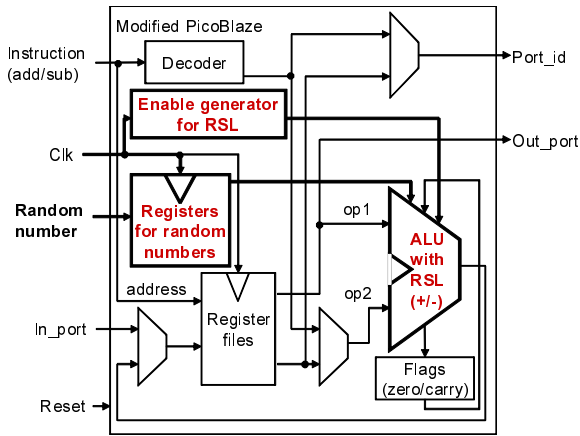 Modified PicoBlaze
Instruction
(add/sub)
Decoder
Port_id
Enable generator
for RSL
Out_port
Clk
Random
number
Registers
for random
numbers
op1
ALU
with
RSL
(+/-)
address
op2
In_port
Register
files
Flags
(zero/carry)
Reset